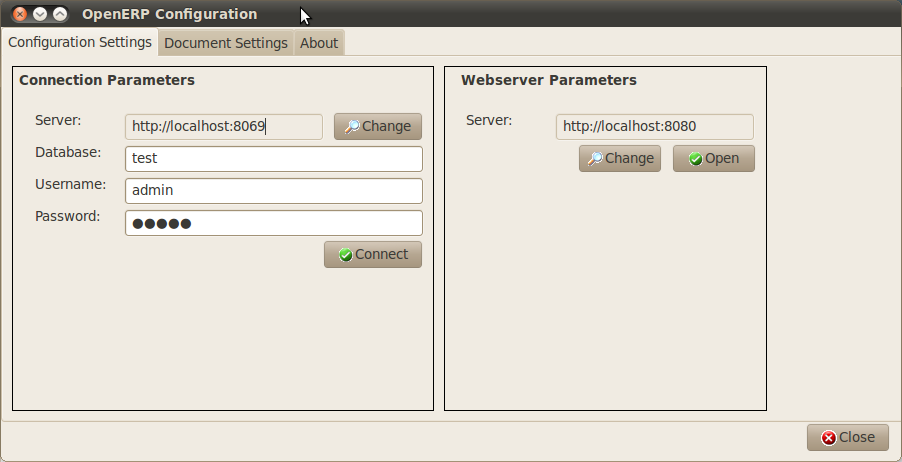 OpenERP Configuration
Configuration Settings Document Settings About
Connection Parameters
Server: http://localhost:8069 Change
Database: test
Username: admin
Password: ●●●●●
Connect
Webserver Parameters
Server: http://localhost:8080
Change Open
Close